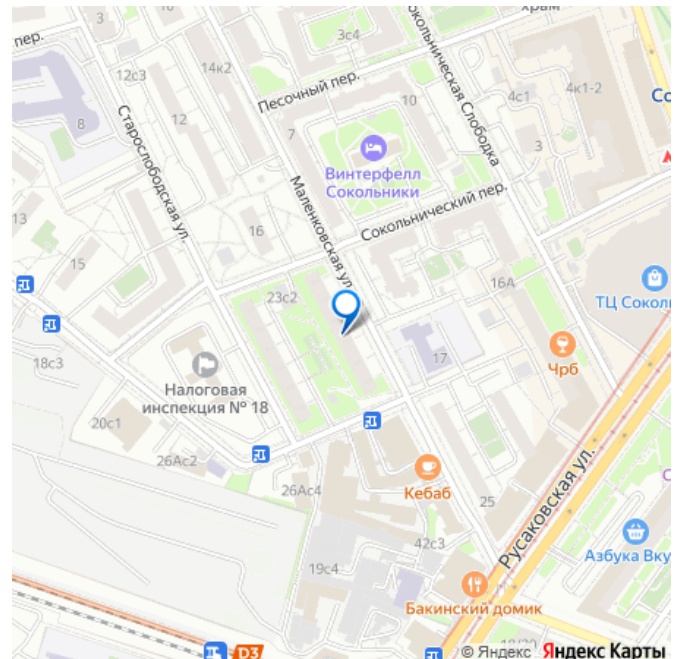 пер.
3
3с4
храм
12с3
14к2
Песочный пер.
4с1
4к1-2
8
12
7
10
3
Сокольническая Слободка
Винтерфелл
Сокольники
Старослободская ул.
Маленковская ул.
Сокольнический пер.
13
16
15
23с2
16А
ТЦ Сокол
18с3
17
Чрб
Налоговая
инспекция № 18
20с1
26Ас2
26Ас4
Кебаб
25
Русаковская ул.
42с3
Азбука Вку
19с4
Бакинский домик
D3
© Яндекс Яндекс Карты